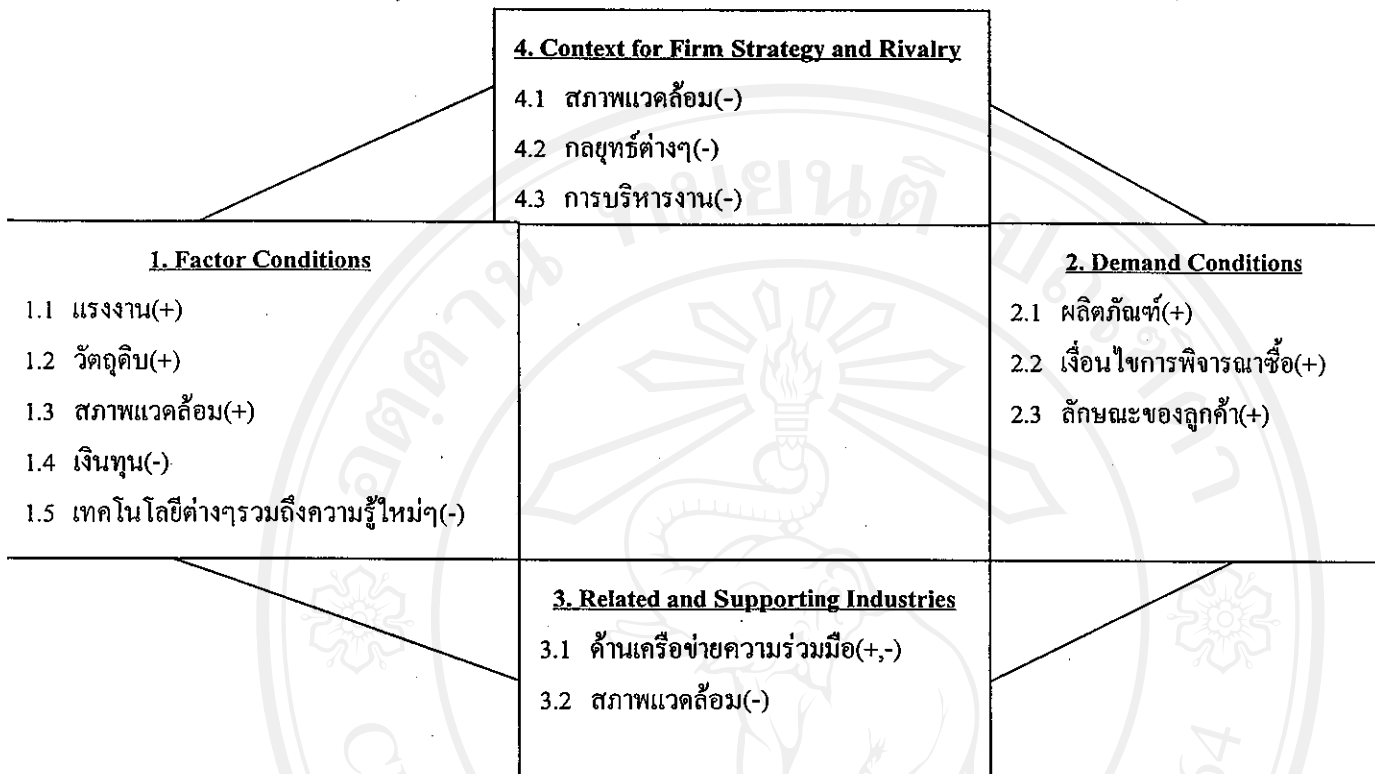 4. Context for Firm Strategy and Rivalry
4.1 สภาพแวดล้อม(-)
4.2 กลยุทธ์ต่างๆ(-)
4.3 การบริหารงาน(-)
1. Factor Conditions
1.1 แรงงาน(+)
1.2 วัตถุดิบ(+)
1.3 สภาพแวดล้อม(+)
1.4 เงินทุน(-)
1.5 เทคโนโลยีต่างๆรวมถึงความรู้ใหม่ๆ(-)
2. Demand Conditions
2.1 ผลิตภัณฑ์(+)
2.2 เงื่อนไขการพิจารณาซื้อ(+)
2.3 ลักษณะของลูกค้า(+)
3. Related and Supporting Industries
3.1 ด้านเครือข่ายความร่วมมือ(+,-)
3.2 สภาพแวดล้อม(-)